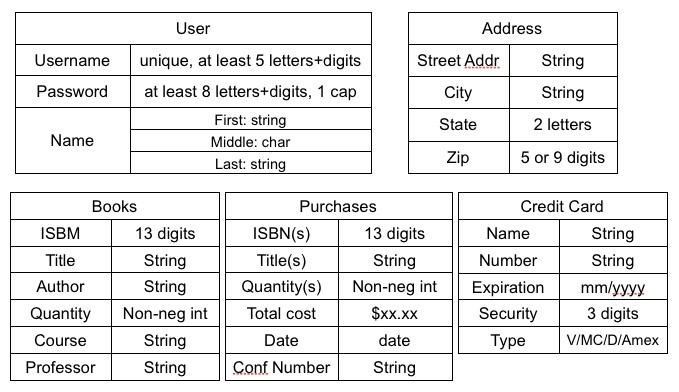 User
Username unique, at least 5 letters+digits
Password at least 8 letters+digits, 1 cap
Name
First: string
Middle: char
Last: string
Address
Street Addr String
City String
State 2 letters
Zip 5 or 9 digits
Books
ISBM 13 digits
Title String
Author String
Quantity Non-neg int
Course String
Professor String
Purchases
ISBN(s) 13 digits
Title(s) String
Quantity(s) Non-neg int
Total cost $xx.xx
Date date
Conf Number String
Credit Card
Name String
Number String
Expiration mm/yyyy
Security 3 digits
Type V/MC/D/Amex